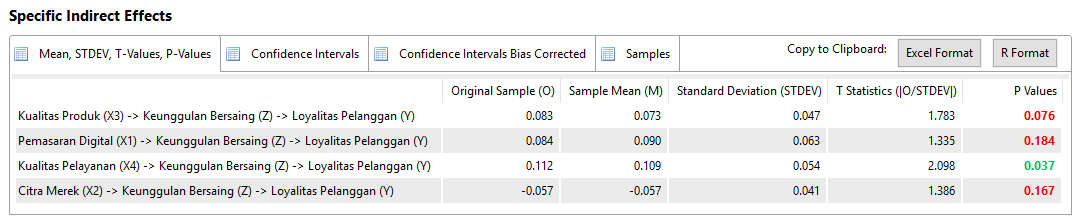 Specific Indirect Effects
Mean, STDEV, T-Values, P-Values Confidence Intervals Confidence Intervals Bias Corrected Samples Copy to Clipboard: Excel Format R Format
Original Sample (O) Sample Mean (M) Standard Deviation (STDEV) T Statistics (|O/STDEV|) P Values
Kualitas Produk (X3) -> Keunggulan Bersaing (Z) -> Loyalitas Pelanggan (Y) 0.083 0.073 0.047 1.783 0.076
Pemasaran Digital (X1) -> Keunggulan Bersaing (Z) -> Loyalitas Pelanggan (Y) 0.084 0.090 0.063 1.335 0.184
Kualitas Pelayanan (X4) -> Keunggulan Bersaing (Z) -> Loyalitas Pelanggan (Y) 0.112 0.109 0.054 2.098 0.037
Citra Merek (X2) -> Keunggulan Bersaing (Z) -> Loyalitas Pelanggan (Y) -0.057 -0.057 0.041 1.386 0.167